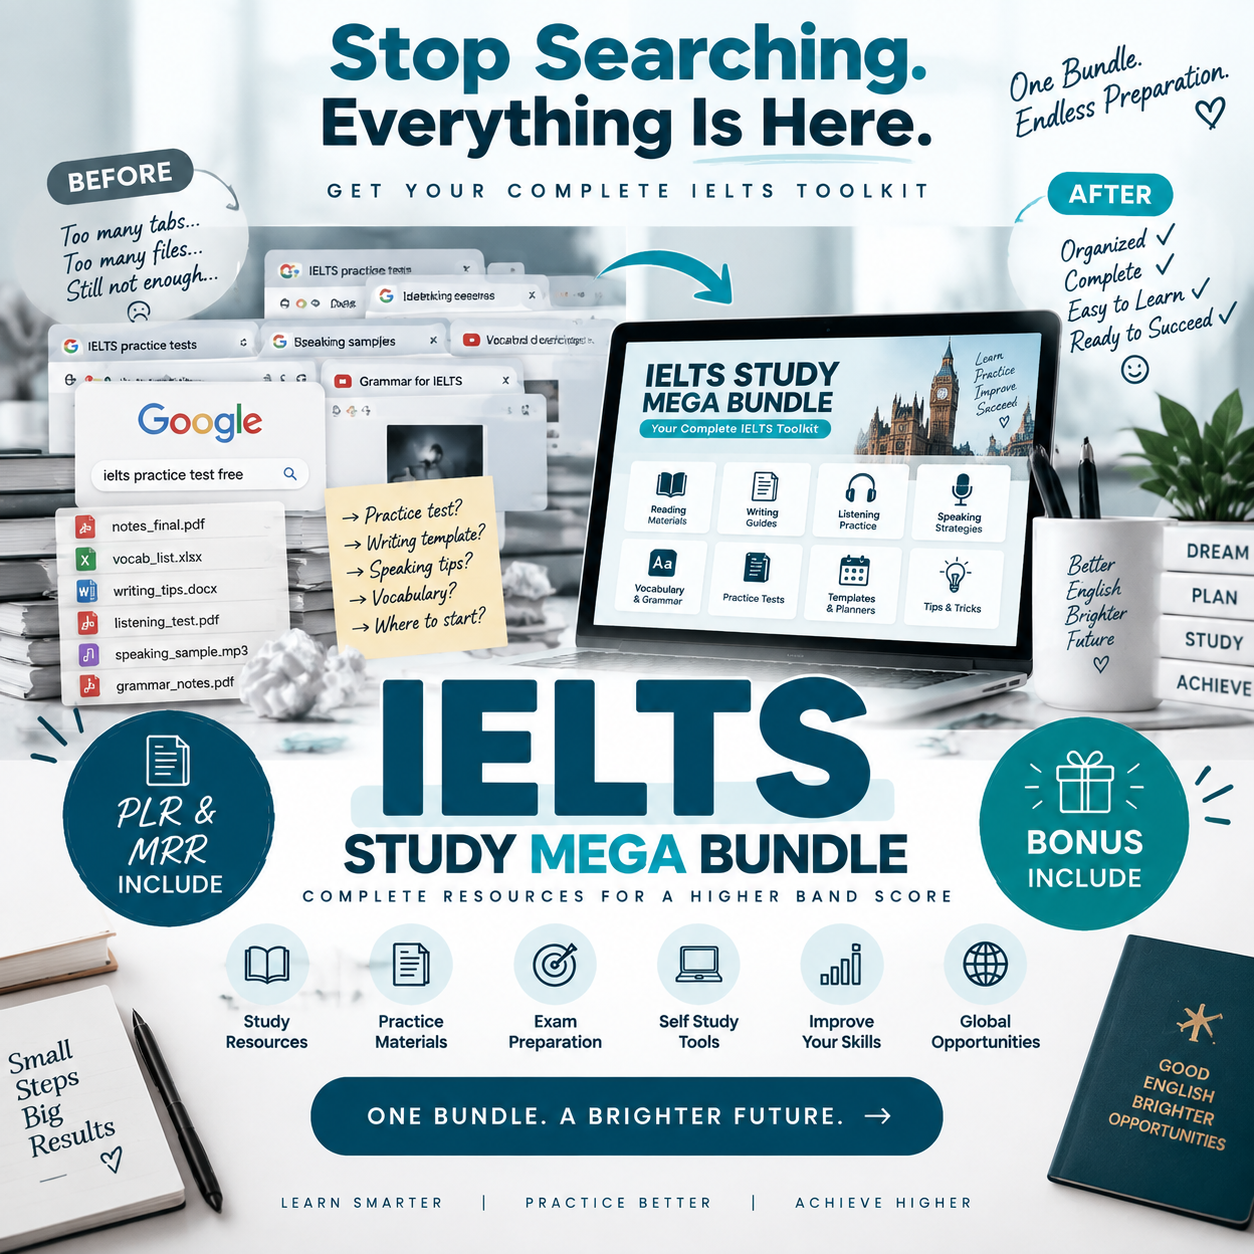 Stop Searching.
Everything Is Here.
GET YOUR COMPLETE IELTS TOOLKIT
One Bundle.
Endless Preparation.
BEFORE
Too many tabs...
Too many files...
Still not enough...
AFTER
Organized ✓
Complete ✓
Easy to Learn ✓
Ready to Succeed ✓
IELTS practice tests
IELTS practice tests
Bseaking samples
Grammar for IELTS
Google
ielts practice test free
notes_final.pdf
vocab_list.xlsx
writing_tips.docx
listening_test.pdf
speaking_sample.mp3
grammar_notes.pdf
→ Practice test?
→ Writing template?
→ Speaking tips?
→ Vocabulary?
→ Where to start?
IELTS STUDY
MEGA BUNDLE
Your Complete IELTS Toolkit
Learn
Practice
Improve
Succeed
Reading
Materials
Writing
Guides
Listening
Practice
Speaking
Strategies
Aa
Vocabulary
& Grammar
Practice Tests
Templates
& Planners
Tips & Tricks
Better
English
Brighter
Future
DREAM
PLAN
STUDY
ACHIEVE
IELTS
STUDY MEGA BUNDLE
COMPLETE RESOURCES FOR A HIGHER BAND SCORE
PLR &
MRR
INCLUDE
BONUS
INCLUDE
Study
Resources
Practice
Materials
Exam
Preparation
Self Study
Tools
Improve
Your Skills
Global
Opportunities
Small
Steps
Big
Results
GOOD
ENGLISH
BRIGHTER
OPPORTUNITIES
ONE BUNDLE. A BRIGHTER FUTURE. →
LEARN SMARTER | PRACTICE BETTER | ACHIEVE HIGHER